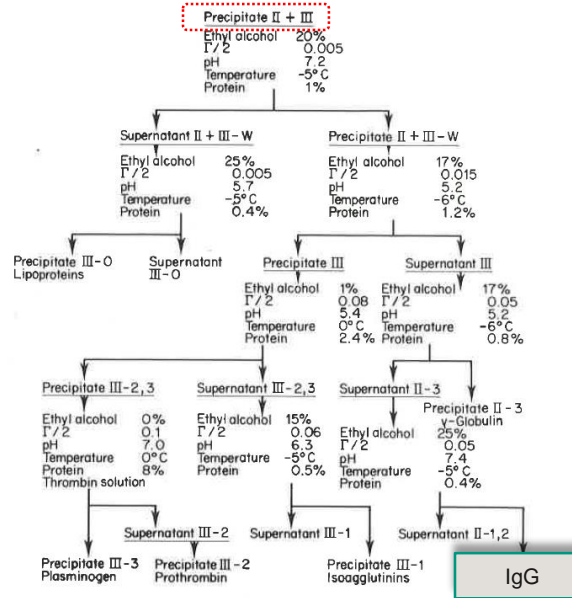 Precipitate II + III
Ethyl alcohol 20%
Γ/2 0.005
pH 7.2
Temperature -5°C
Protein 1%
Supernatant II + III-W
Ethyl alcohol 25%
Γ/2 0.005
pH 5.7
Temperature -5°C
Protein 0.4%
Precipitate II + III-W
Ethyl alcohol 17%
Γ/2 0.015
pH 5.2
Temperature -6°C
Protein 1.2%
Precipitate III-0
Lipoproteins
Supernatant
III-0
Precipitate III
Ethyl alcohol 1%
Γ/2 0.08
pH 5.4
Temperature 0°C
Protein 2.4%
Supernatant III
Ethyl alcohol 17%
Γ/2 0.05
pH 5.2
Temperature -6°C
Protein 0.8%
Precipitate III-2,3
Ethyl alcohol 0%
Γ/2 0.1
pH 7.0
Temperature 0°C
Protein 8%
Thrombin solution
Supernatant III-2,3
Ethyl alcohol 15%
Γ/2 0.06
pH 6.3
Temperature -5°C
Protein 0.5%
Supernatant II-3
Precipitate II-3
γ-Globulin
Ethyl alcohol 25%
Γ/2 0.05
pH 7.4
Temperature -5°C
Protein 0.4%
Supernatant III-2
Supernatant III-1
Supernatant II-1,2
Precipitate III-3
Plasminogen
Precipitate III-2
Prothrombin
Precipitate III-1
Isoagglutinins
IgG